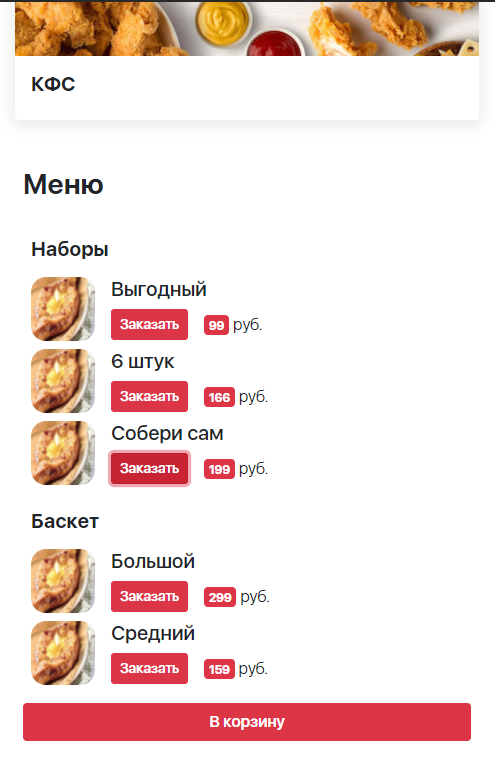 КФС
Меню
Наборы
Выгодный
Заказать 99 руб.
6 штук
Заказать 166 руб.
Собери сам
Заказать 199 руб.
Баскет
Большой
Заказать 299 руб.
Средний
Заказать 159 руб.
В корзину